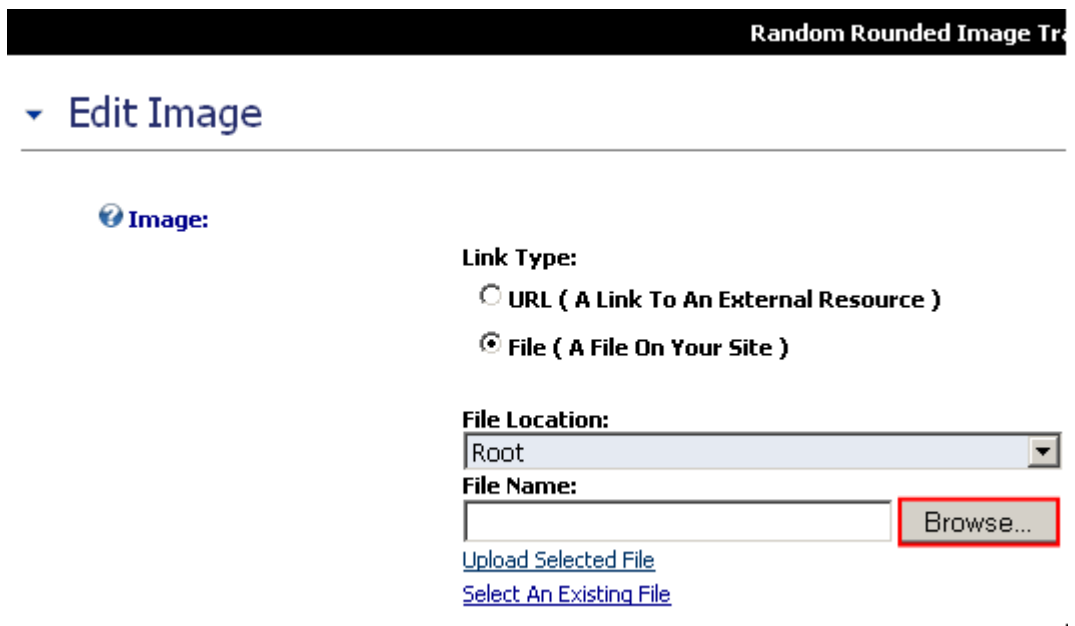 Random Rounded Image
Edit Image
Image:
Link Type:
URL ( A Link To An External Resource )
File ( A File On Your Site )
File Location:
Root
File Name:
Browse...
Upload Selected File
Select An Existing File